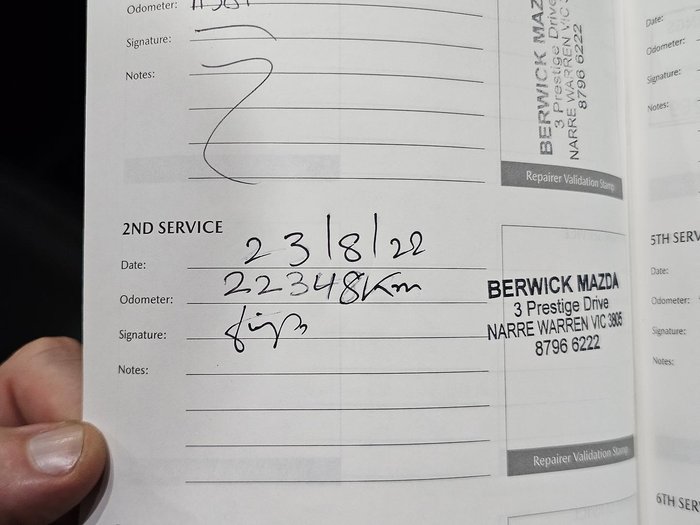 Odometer:
Signature:
Notes:
BERWICK MAZ
3 Prestige Drive
NARRE WARREN VIC
8796 6222
Repairer Validation Stamp
2ND SERVICE
Date: 23/8/22
Odometer: 22348Km
Signature:
Notes:
BERWICK MAZDA
3 Prestige Drive
NARRE WARREN VIC 3805
8796 6222
Repairer Validation Stamp
Date:
Odometer:
Signature:
Notes:
5TH SERV
Date:
Odometer:
Signature:
Notes:
6TH SER